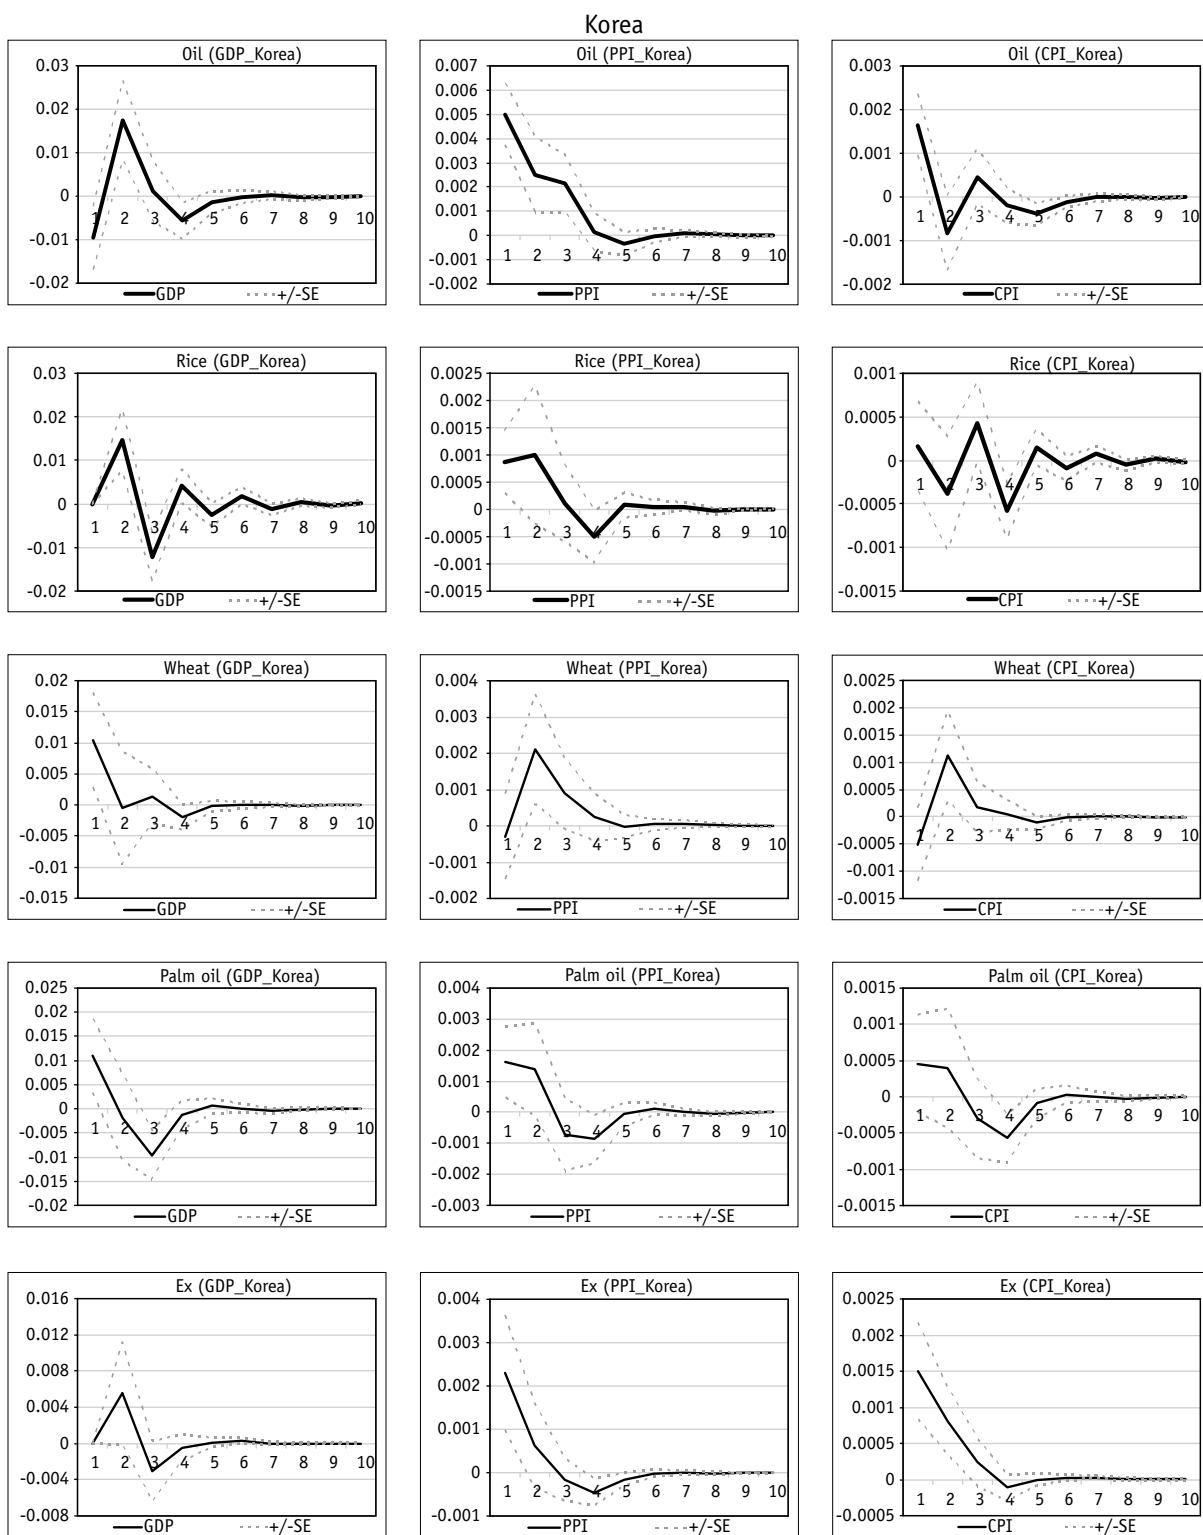 Korea
Oil (GDP_Korea)
0.03
0.02
0.01
0
-0.01
-0.02
1 2 3 4 5 6 7 8 9 10
GDP +/-SE
Oil (PPI_Korea)
0.007
0.006
0.005
0.004
0.003
0.002
0.001
0
-0.001
-0.002
1 2 3 4 5 6 7 8 9 10
PPI +/-SE
Oil (CPI_Korea)
0.003
0.002
0.001
0
-0.001
-0.002
1 2 3 4 5 6 7 8 9 10
CPI +/-SE
Rice (GDP_Korea)
0.03
0.02
0.01
0
-0.01
-0.02
1 2 3 4 5 6 7 8 9 10
GDP +/-SE
Rice (PPI_Korea)
0.0025
0.002
0.0015
0.001
0.0005
0
-0.0005
-0.001
-0.0015
1 2 3 4 5 6 7 8 9 10
PPI +/-SE
Rice (CPI_Korea)
0.001
0.0005
0
-0.0005
-0.001
-0.0015
1 2 3 4 5 6 7 8 9 10
CPI +/-SE
Wheat (GDP_Korea)
0.02
0.015
0.01
0.005
0
-0.005
-0.01
-0.015
1 2 3 4 5 6 7 8 9 10
GDP +/-SE
Wheat (PPI_Korea)
0.004
0.003
0.002
0.001
0
-0.001
-0.002
1 2 3 4 5 6 7 8 9 10
PPI +/-SE
Wheat (CPI_Korea)
0.0025
0.002
0.0015
0.001
0.0005
0
-0.0005
-0.001
-0.0015
1 2 3 4 5 6 7 8 9 10
CPI +/-SE
Palm oil (GDP_Korea)
0.025
0.02
0.015
0.01
0.005
0
-0.005
-0.01
-0.015
-0.02
1 2 3 4 5 6 7 8 9 10
GDP +/-SE
Palm oil (PPI_Korea)
0.004
0.003
0.002
0.001
0
-0.001
-0.002
-0.003
1 2 3 4 5 6 7 8 9 10
PPI +/-SE
Palm oil (CPI_Korea)
0.0015
0.001
0.0005
0
-0.0005
-0.001
-0.0015
1 2 3 4 5 6 7 8 9 10
CPI +/-SE
Ex (GDP_Korea)
0.016
0.012
0.008
0.004
0
-0.004
-0.008
1 2 3 4 5 6 7 8 9 10
GDP +/-SE
Ex (PPI_Korea)
0.004
0.003
0.002
0.001
0
-0.001
1 2 3 4 5 6 7 8 9 10
PPI +/-SE
Ex (CPI_Korea)
0.0025
0.002
0.0015
0.001
0.0005
0
-0.0005
1 2 3 4 5 6 7 8 9 10
CPI +/-SE